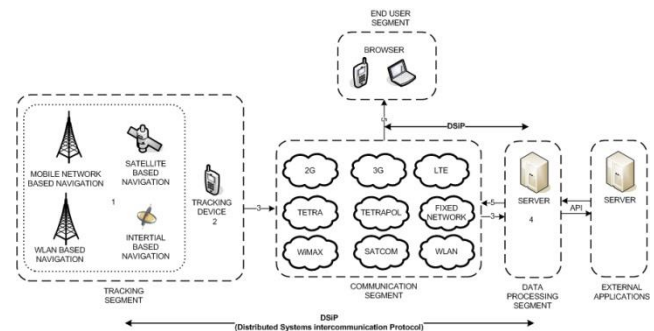 END USER
SEGMENT
BROWSER
5
DSiP
MOBILE NETWORK
BASED NAVIGATION
SATELLITE
BASED
NAVIGATION
1
WLAN BASED
NAVIGATION
INTERTIAL
BASED
NAVIGATION
TRACKING
DEVICE
2
TRACKING
SEGMENT
3
2G
3G
LTE
TETRA
TETRAPOL
FIXED
NETWORK
WiMAX
SATCOM
WLAN
COMMUNICATION
SEGMENT
5
3
SERVER
4
DATA
PROCESSING
SEGMENT
API
SERVER
EXTERNAL
APPLICATIONS
DSiP
(Distributed Systems intercommunication Protocol)